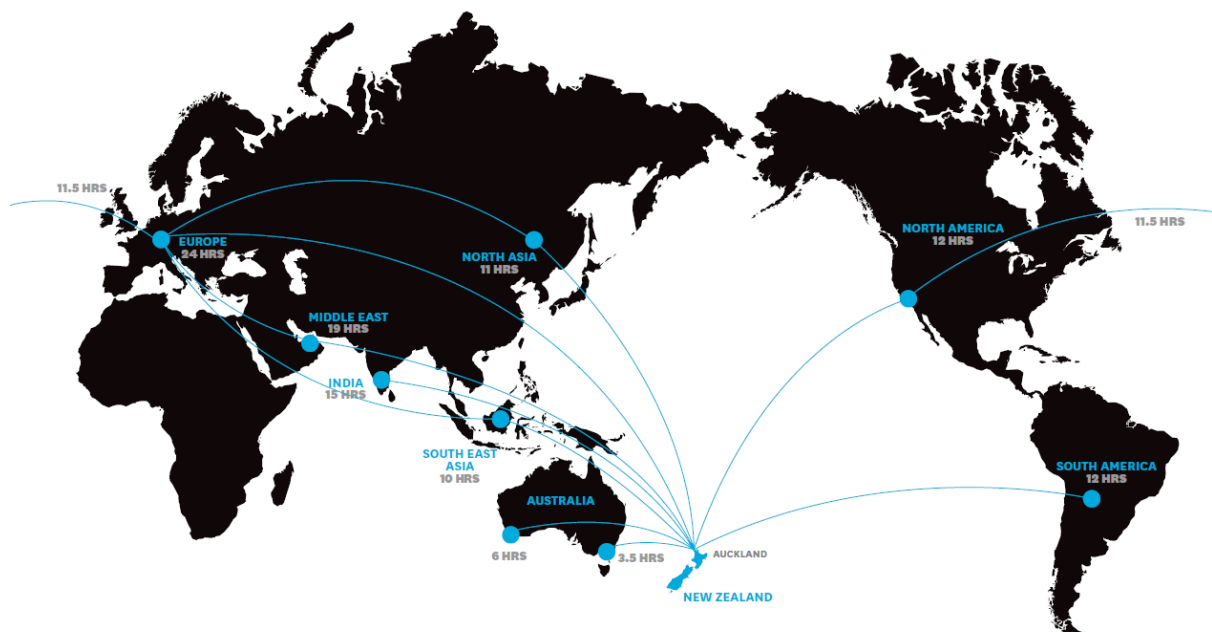 11.5 HRS
EUROPE
24 HRS
NORTH ASIA
11 HRS
NORTH AMERICA
12 HRS
11.5 HRS
MIDDLE EAST
19 HRS
INDIA
15 HRS
SOUTH EAST
ASIA
10 HRS
SOUTH AMERICA
12 HRS
AUSTRALIA
6 HRS
3.5 HRS
AUCKLAND
NEW ZEALAND